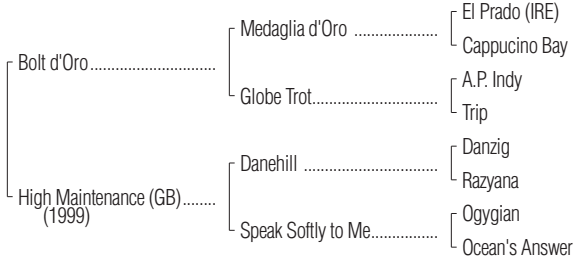 El Prado (IRE)
Medaglia d'Oro ..................
Cappucino Bay
Bolt d'Oro...........................
A.P. Indy
Globe Trot...........................
Trip
Danzig
Danehill .............................
Razyana
High Maintenance (GB)........
(1999)
Ogygian
Speak Softly to Me...............
Ocean's Answer